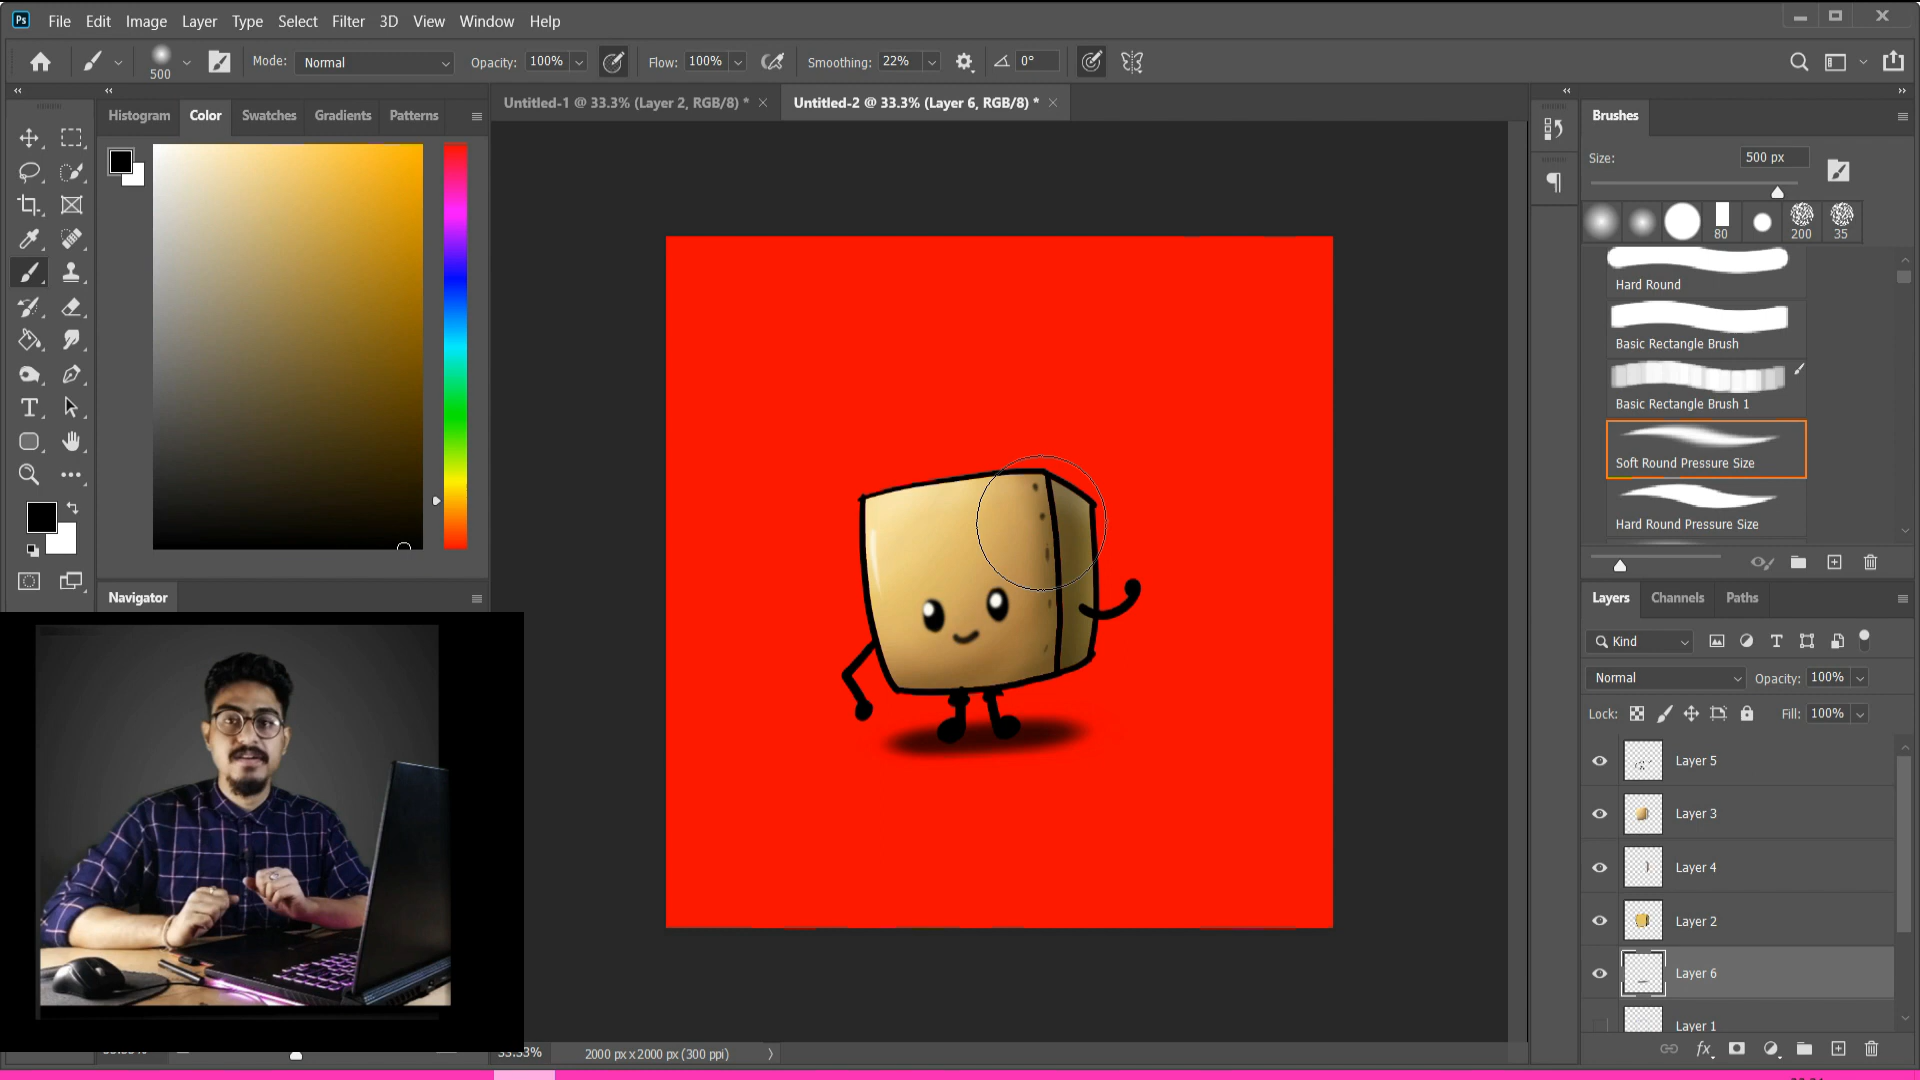 Ps File Edit Image Layer Type Select Filter 3D View Window Help
500 Mode: Normal Opacity: 100% Flow: 100% Smoothing: 22% 0°
Histogram Color Swatches Gradients Patterns
Untitled-1 @ 33.3% (Layer 2, RGB/8) *
Untitled-2 @ 33.3% (Layer 6, RGB/8) *
Brushes
Size: 500 px
80 200 35
Hard Round
Basic Rectangle Brush
Basic Rectangle Brush 1
Soft Round Pressure Size
Hard Round Pressure Size
Navigator
Layers Channels Paths
Kind
Normal Opacity: 100%
Lock: Fill: 100%
Layer 5
Layer 3
Layer 4
Layer 2
Layer 6
Layer 1
33.33% 2000 px x 2000 px (300 ppi)